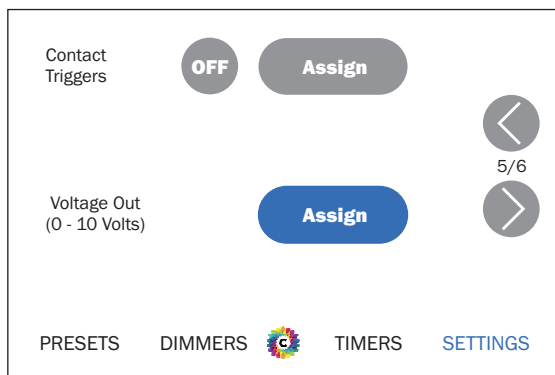 Contact
Triggers
OFF
Assign
5/6
Voltage Out
(0 - 10 Volts)
Assign
PRESETS DIMMERS C TIMERS SETTINGS